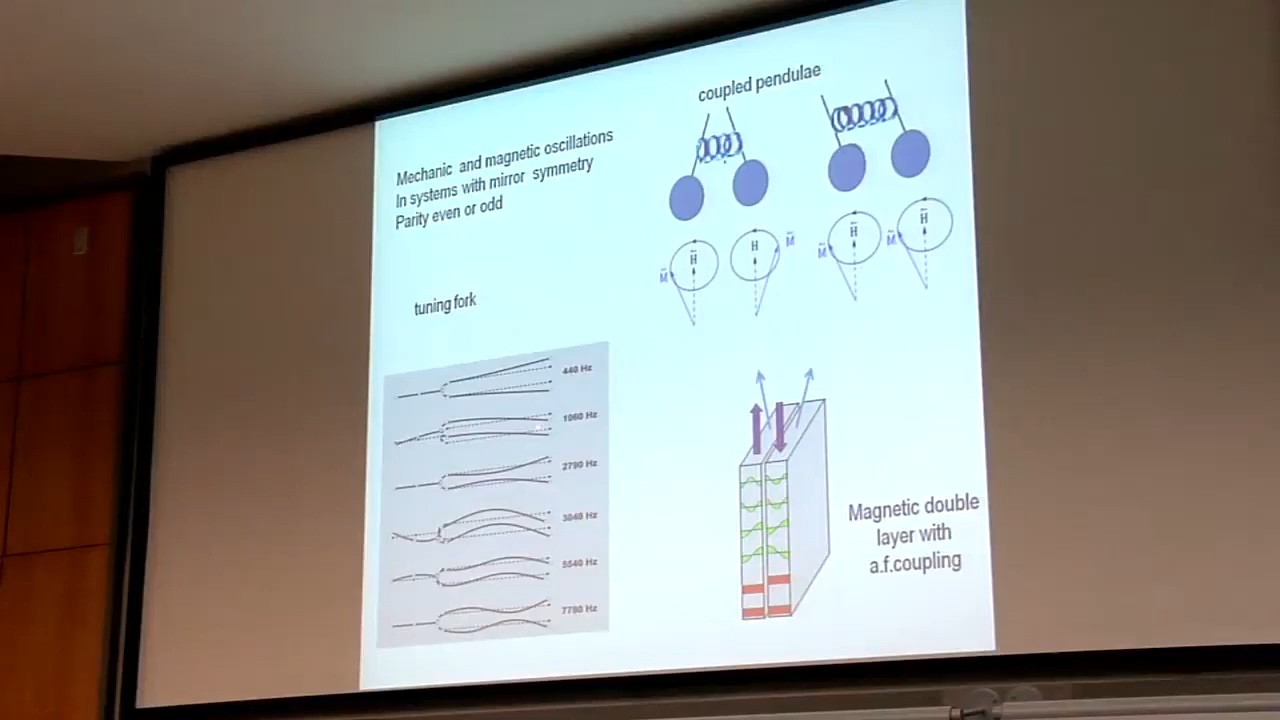 coupled pendulae
Mechanic and magnetic oscillations
In systems with mirror symmetry
Parity even or odd
H
M
H
M
H
M
H
M
tuning fork
440 Hz
1060 Hz
2790 Hz
3040 Hz
5540 Hz
7780 Hz
Magnetic double
layer with
a.f.coupling